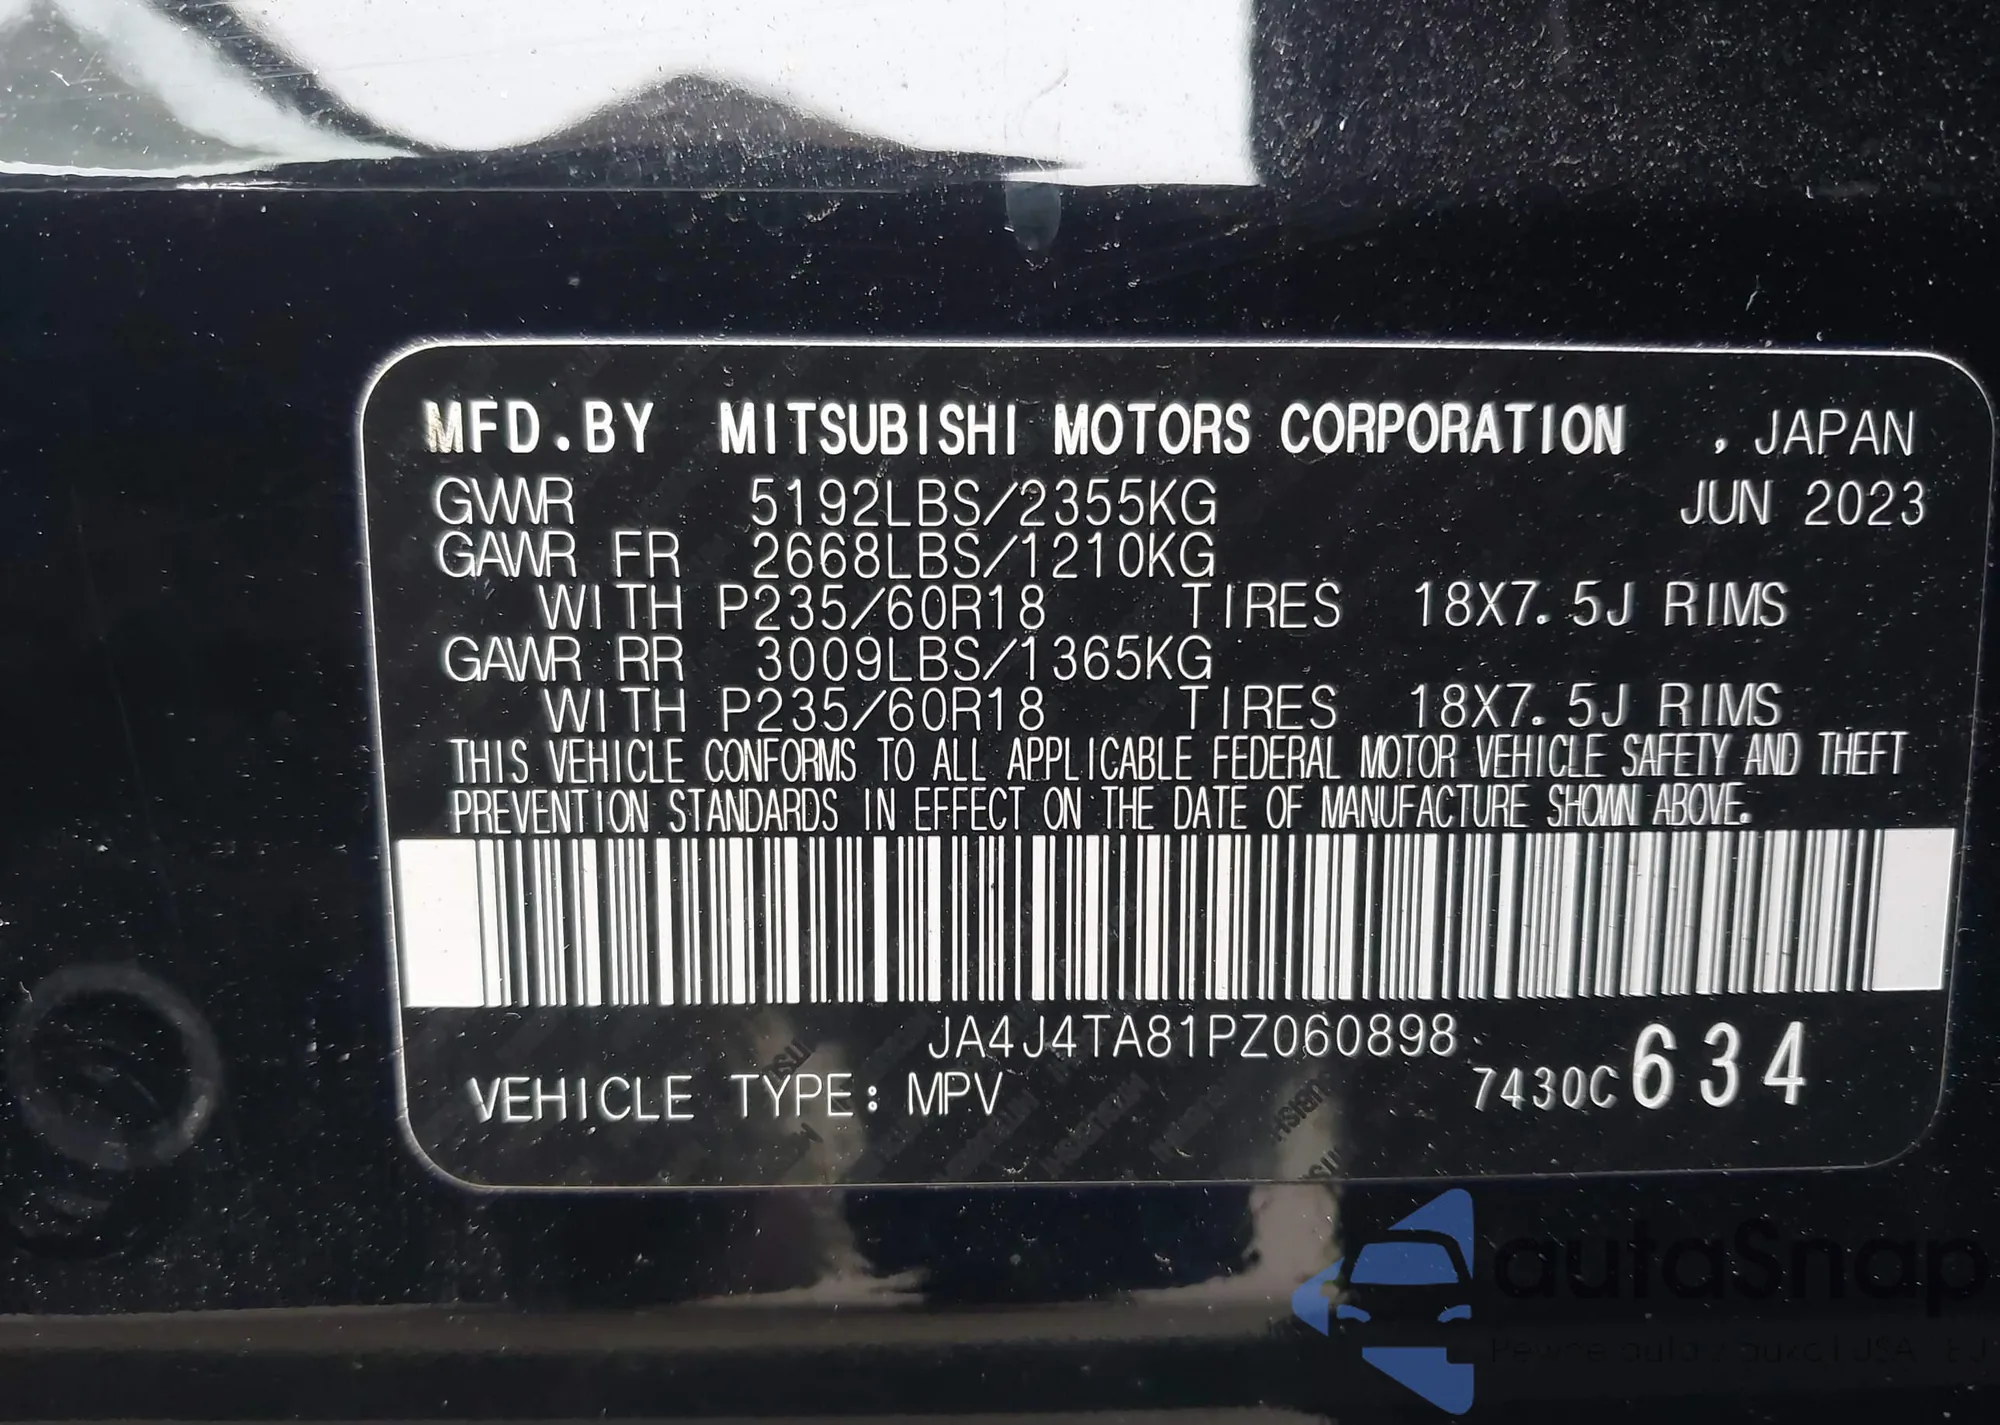 MFD.BY MITSUBISHI MOTORS CORPORATION , JAPAN
GVWR 5192LBS/2355KG JUN 2023
GAWR FR 2668LBS/1210KG
WITH P235/60R18 TIRES 18X7.5J RIMS
GAWR RR 3009LBS/1365KG
WITH P235/60R18 TIRES 18X7.5J RIMS
THIS VEHICLE CONFORMS TO ALL APPLICABLE FEDERAL MOTOR VEHICLE SAFETY AND THEFT
PREVENTION STANDARDS IN EFFECT ON THE DATE OF MANUFACTURE SHOWN ABOVE.
JA4J4TA81PZ060898
7430C 634
VEHICLE TYPE: MPV
autaSnap